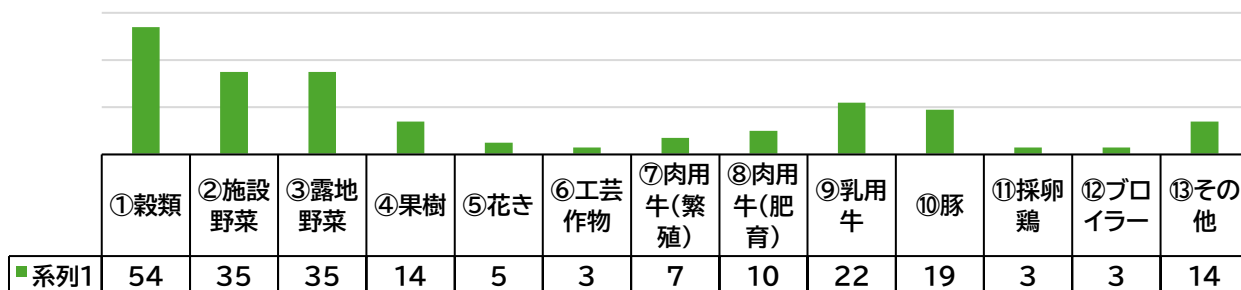 ①穀類
②施設
野菜
③露地
野菜
④果樹
⑤花き
⑥工芸
作物
⑦肉用
牛(繁
殖)
⑧肉用
牛(肥
育)
⑨乳用
牛
⑩豚
⑪採卵
鶏
⑫ブロ
イラー
⑬その
他
系列1 54 35 35 14 5 3 7 10 22 19 3 3 14